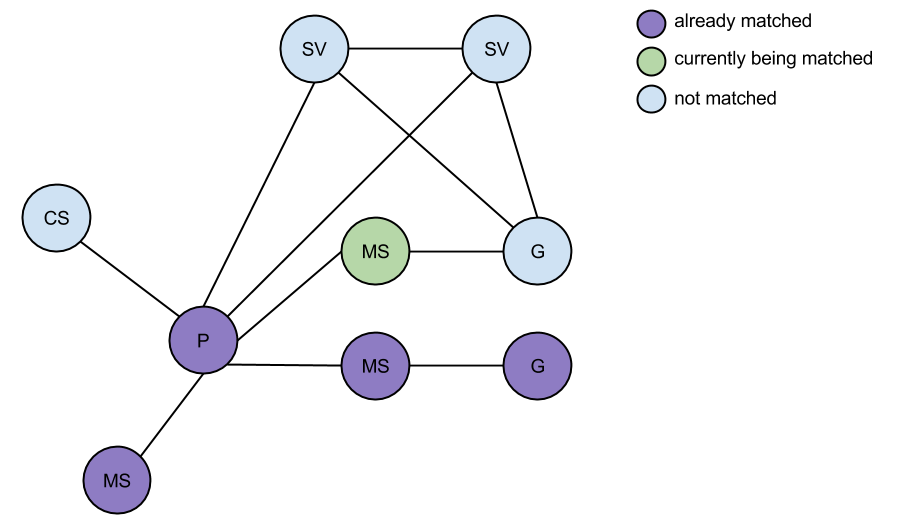 SV
SV
already matched
currently being matched
not matched
CS
MS
G
P
MS
G
MS